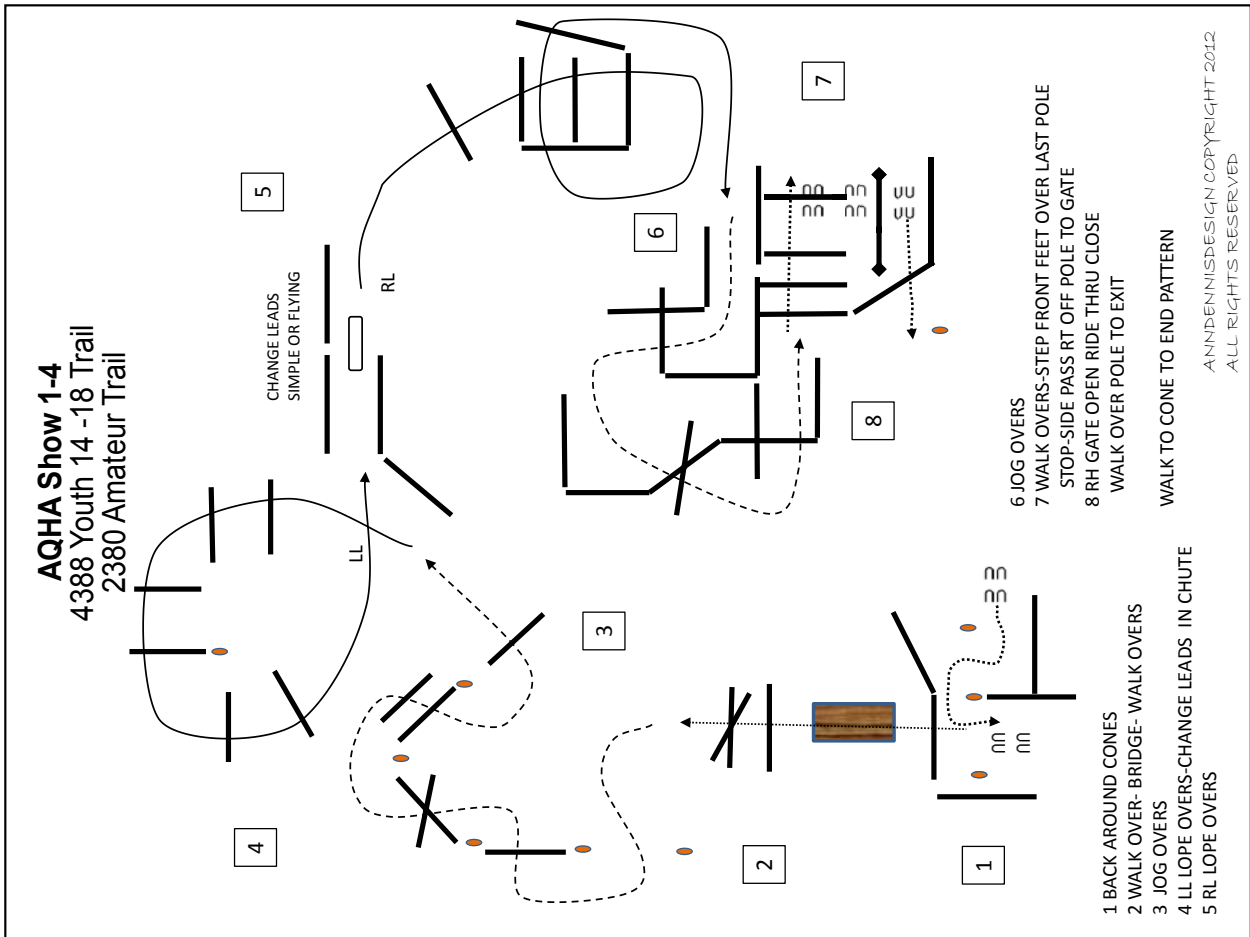 AQHA Show 1-4
4388 Youth 14 -18 Trail
2380 Amateur Trail
CHANGE LEADS
SIMPLE OR FLYING
LL
RL
4
5
3
6
7
2
1
8
1 BACK AROUND CONES
2 WALK OVER- BRIDGE- WALK OVERS
3 JOG OVERS
4 LL LOPE OVERS-CHANGE LEADS IN CHUTE
5 RL LOPE OVERS
6 JOG OVERS
7 WALK OVERS-STEP FRONT FEET OVER LAST POLE
STOP-SIDE PASS RT OFF POLE TO GATE
8 RH GATE OPEN RIDE THRU CLOSE
WALK OVER POLE TO EXIT
WALK TO CONE TO END PATTERN
ANNDENNISDESIGN COPYRIGHT 2012
ALL RIGHTS RESERVED